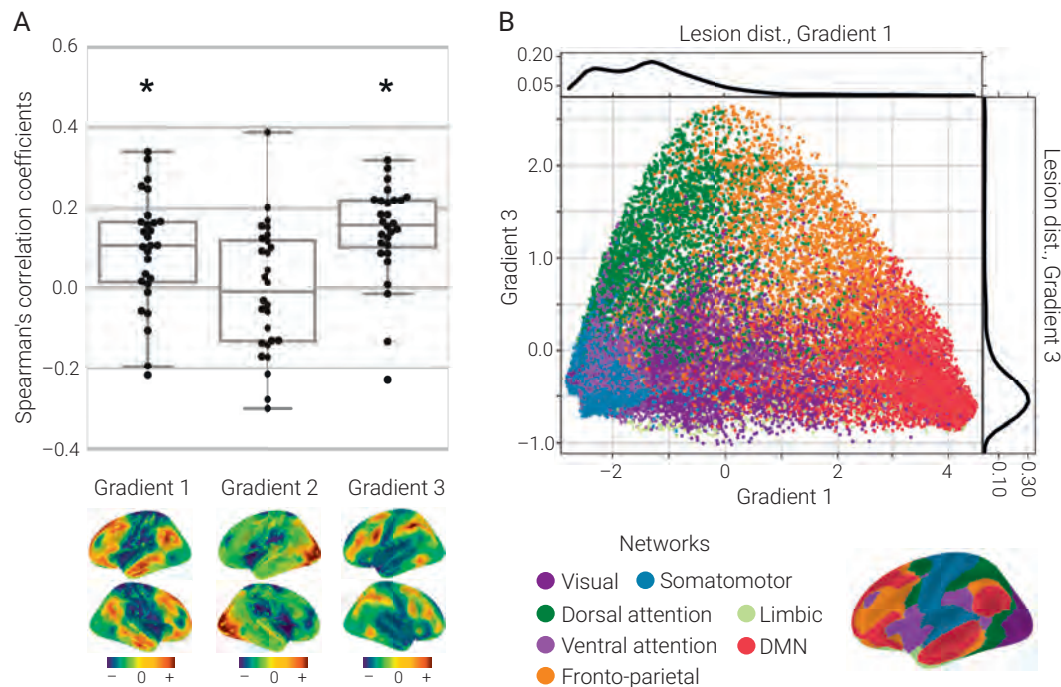 A
Spearman's correlation coefficients
0.6
0.4
0.2
0.0
−0.2
−0.4
*
*
Gradient 1
Gradient 2
Gradient 3
− 0 +
− 0 +
− 0 +
B
Lesion dist., Gradient 1
0.20
0.05
Gradient 3
2.0
1.0
0.0
−1.0
−2
0
2
4
Gradient 1
0.10
0.30
Lesion dist., Gradient 3
Networks
Visual
Somatomotor
Dorsal attention
Limbic
Ventral attention
DMN
Fronto-parietal